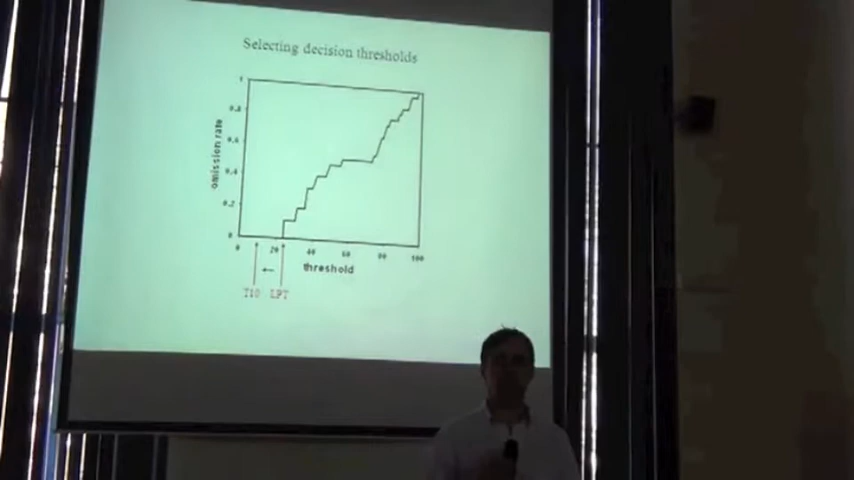 Selecting decision thresholds
1
0.8
0.6
0.4
0.2
0
omission rate
0 20 40 60 80 100
threshold
T10 LPT